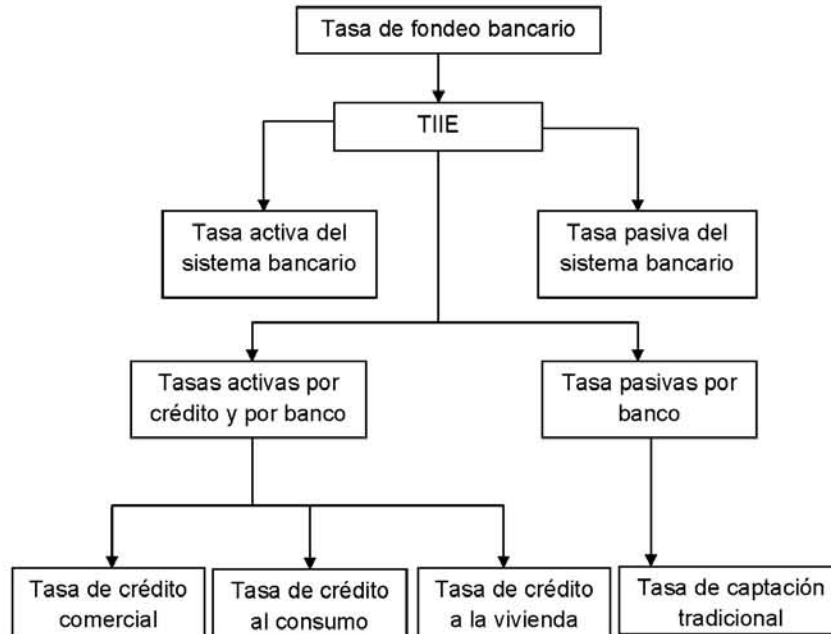 Tasa de fondeo bancario
TIIE
Tasa activa del
sistema bancario
Tasa pasiva del
sistema bancario
Tasas activas por
crédito y por banco
Tasa pasivas por
banco
Tasa de crédito
comercial
Tasa de crédito
al consumo
Tasa de crédito
a la vivienda
Tasa de captación
tradicional